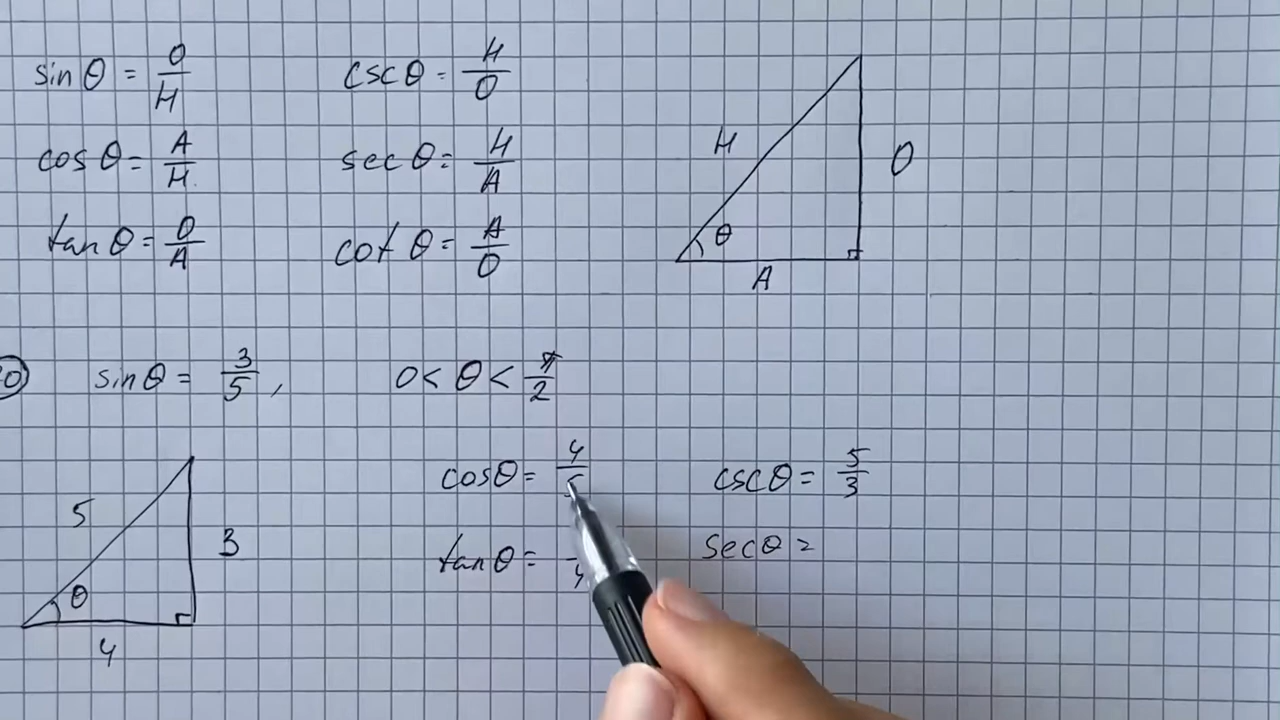 sin θ = O/H    csc θ = H/O
cos θ = A/H    sec θ = H/A
tan θ = O/A    cot θ = A/O
H
O
θ
A
sin θ = 3/5 ,    0 < θ < π/2
5
3
θ
4
cos θ = 4/5    csc θ = 5/3
tan θ = /4    sec θ =